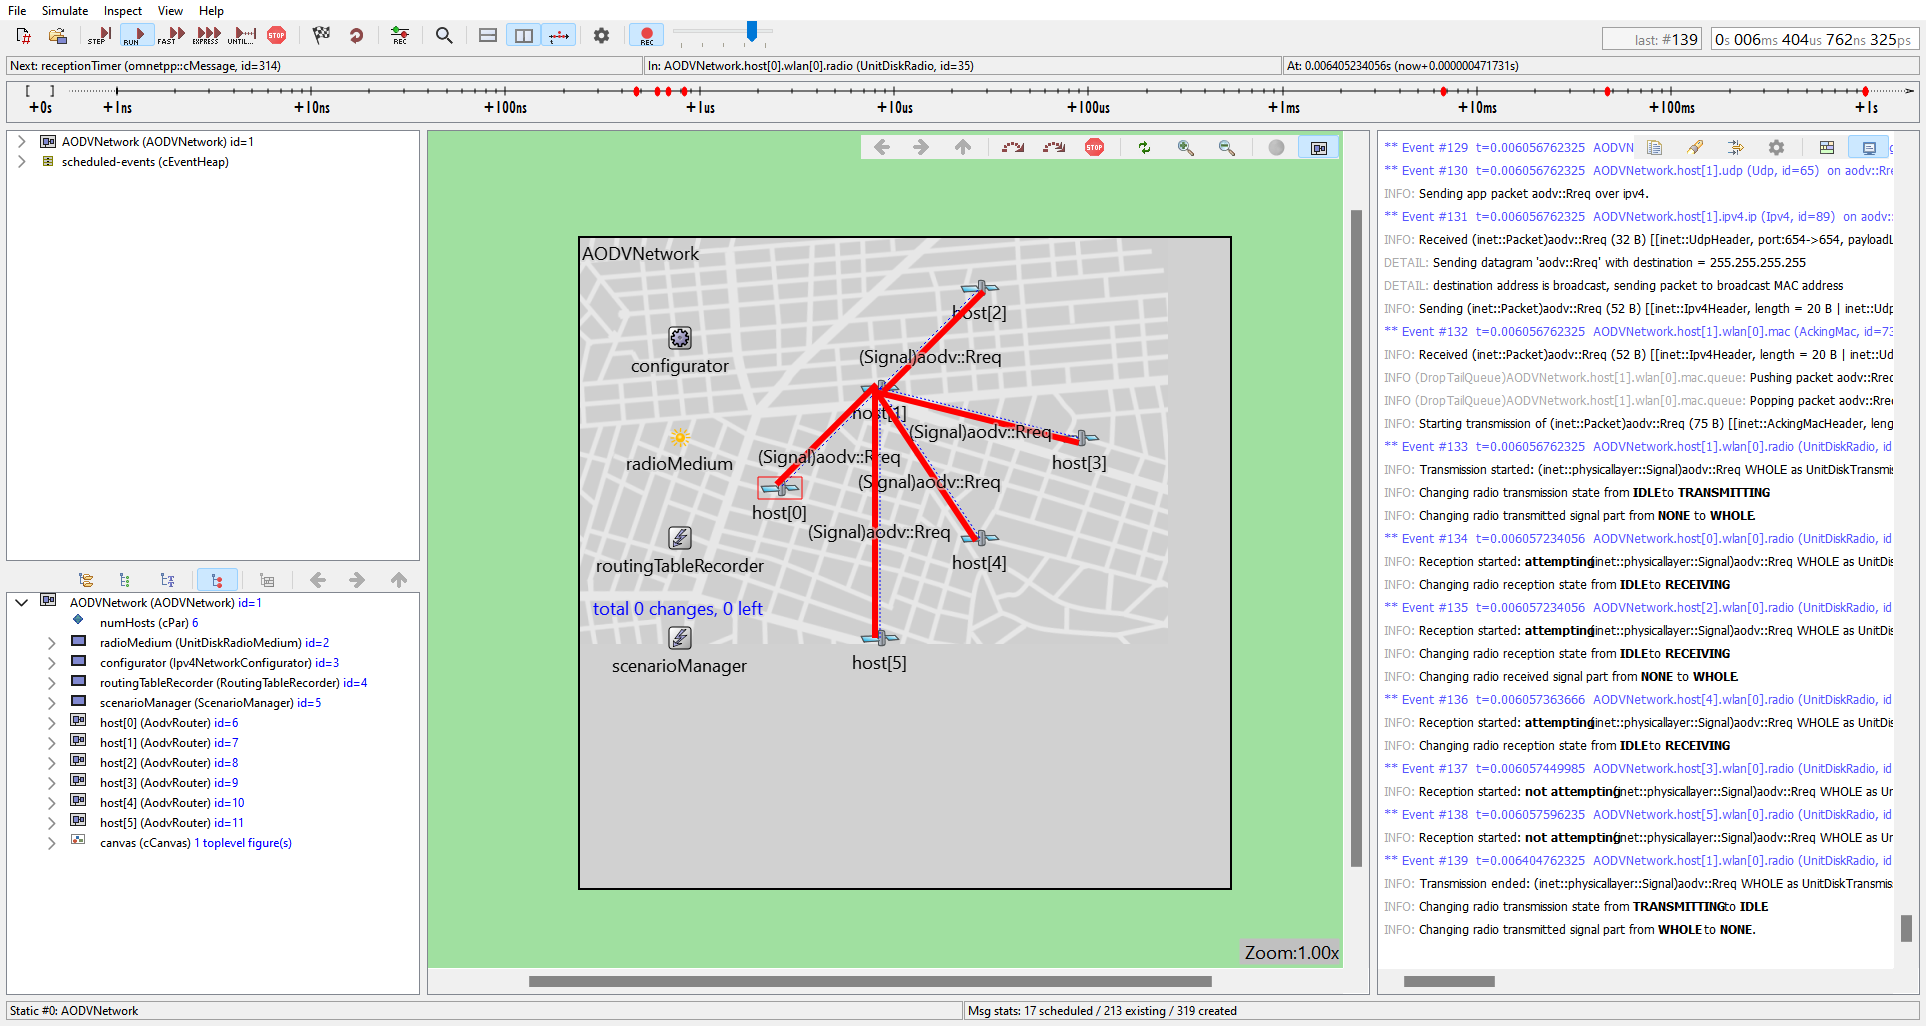 File Simulate Inspect View Help
STEP RUN FAST EXPRESS UNTIL... STOP REC REC
last: #139
0s 006ms 404us 762ns 325ps
Next: receptionTimer (omnetpp::cMessage, id=314)
In: AODVNetwork.host[0].wlan[0].radio (UnitDiskRadio, id=35)
At: 0.006405234056s (now+0.000000471731s)
+0s +1ns +10ns +100ns +1us +10us +100us +1ms +10ms +100ms +1s
AODVNetwork (AODVNetwork) id=1
scheduled-events (cEventHeap)
AODVNetwork (AODVNetwork) id=1
numHosts (cPar) 6
radioMedium (UnitDiskRadioMedium) id=2
configurator (Ipv4NetworkConfigurator) id=3
routingTableRecorder (RoutingTableRecorder) id=4
scenarioManager (ScenarioManager) id=5
host[0] (AodvRouter) id=6
host[1] (AodvRouter) id=7
host[2] (AodvRouter) id=8
host[3] (AodvRouter) id=9
host[4] (AodvRouter) id=10
host[5] (AodvRouter) id=11
canvas (cCanvas) 1 toplevel figure(s)
STOP
AODVNetwork
host[2]
configurator
(Signal)aodv::Rreq
host[1]
(Signal)aodv::Rreq
radioMedium
(Signal)aodv::Rreq
host[3]
(Signal)aodv::Rreq
host[0]
(Signal)aodv::Rreq
host[4]
routingTableRecorder
total 0 changes, 0 left
scenarioManager
host[5]
Zoom:1.00x
** Event #129 t=0.006056762325 AODVN
** Event #130 t=0.006056762325 AODVNetwork.host[1].udp (Udp, id=65) on aodv::Rre
INFO: Sending app packet aodv::Rreq over ipv4.
** Event #131 t=0.006056762325 AODVNetwork.host[1].ipv4.ip (Ipv4, id=89) on aodv::
INFO: Received (inet::Packet)aodv::Rreq (32 B) [[inet::UdpHeader, port:654->654, payloadL
DETAIL: Sending datagram 'aodv::Rreq' with destination = 255.255.255.255
DETAIL: destination address is broadcast, sending packet to broadcast MAC address
INFO: Sending (inet::Packet)aodv::Rreq (52 B) [[inet::Ipv4Header, length = 20 B | inet::Udp
** Event #132 t=0.006056762325 AODVNetwork.host[1].wlan[0].mac (AckingMac, id=73
INFO: Received (inet::Packet)aodv::Rreq (52 B) [[inet::Ipv4Header, length = 20 B | inet::Ud
INFO (DropTailQueue)AODVNetwork.host[1].wlan[0].mac.queue: Pushing packet aodv::Rreq
INFO (DropTailQueue)AODVNetwork.host[1].wlan[0].mac.queue: Popping packet aodv::Rreq
INFO: Starting transmission of (inet::Packet)aodv::Rreq (75 B) [[inet::AckingMacHeader, leng
** Event #133 t=0.006056762325 AODVNetwork.host[1].wlan[0].radio (UnitDiskRadio, id
INFO: Transmission started: (inet::physicallayer::Signal)aodv::Rreq WHOLE as UnitDiskTransmis
INFO: Changing radio transmission state from IDLE to TRANSMITTING
INFO: Changing radio transmitted signal part from NONE to WHOLE.
** Event #134 t=0.006057234056 AODVNetwork.host[0].wlan[0].radio (UnitDiskRadio, id
INFO: Reception started: attempting (inet::physicallayer::Signal)aodv::Rreq WHOLE as UnitDis
INFO: Changing radio reception state from IDLE to RECEIVING
** Event #135 t=0.006057234056 AODVNetwork.host[2].wlan[0].radio (UnitDiskRadio, id
INFO: Reception started: attempting (inet::physicallayer::Signal)aodv::Rreq WHOLE as UnitDis
INFO: Changing radio reception state from IDLE to RECEIVING
INFO: Changing radio received signal part from NONE to WHOLE.
** Event #136 t=0.006057363666 AODVNetwork.host[4].wlan[0].radio (UnitDiskRadio, id
INFO: Reception started: attempting (inet::physicallayer::Signal)aodv::Rreq WHOLE as UnitDis
INFO: Changing radio reception state from IDLE to RECEIVING
** Event #137 t=0.006057449985 AODVNetwork.host[3].wlan[0].radio (UnitDiskRadio, id
INFO: Reception started: not attempting (inet::physicallayer::Signal)aodv::Rreq WHOLE as Un
** Event #138 t=0.006057596235 AODVNetwork.host[5].wlan[0].radio (UnitDiskRadio, id
INFO: Reception started: not attempting (inet::physicallayer::Signal)aodv::Rreq WHOLE as Un
** Event #139 t=0.006404762325 AODVNetwork.host[1].wlan[0].radio (UnitDiskRadio, id
INFO: Transmission ended: (inet::physicallayer::Signal)aodv::Rreq WHOLE as UnitDiskTransmis
INFO: Changing radio transmission state from TRANSMITTING to IDLE
INFO: Changing radio transmitted signal part from WHOLE to NONE.
Static #0: AODVNetwork
Msg stats: 17 scheduled / 213 existing / 319 created